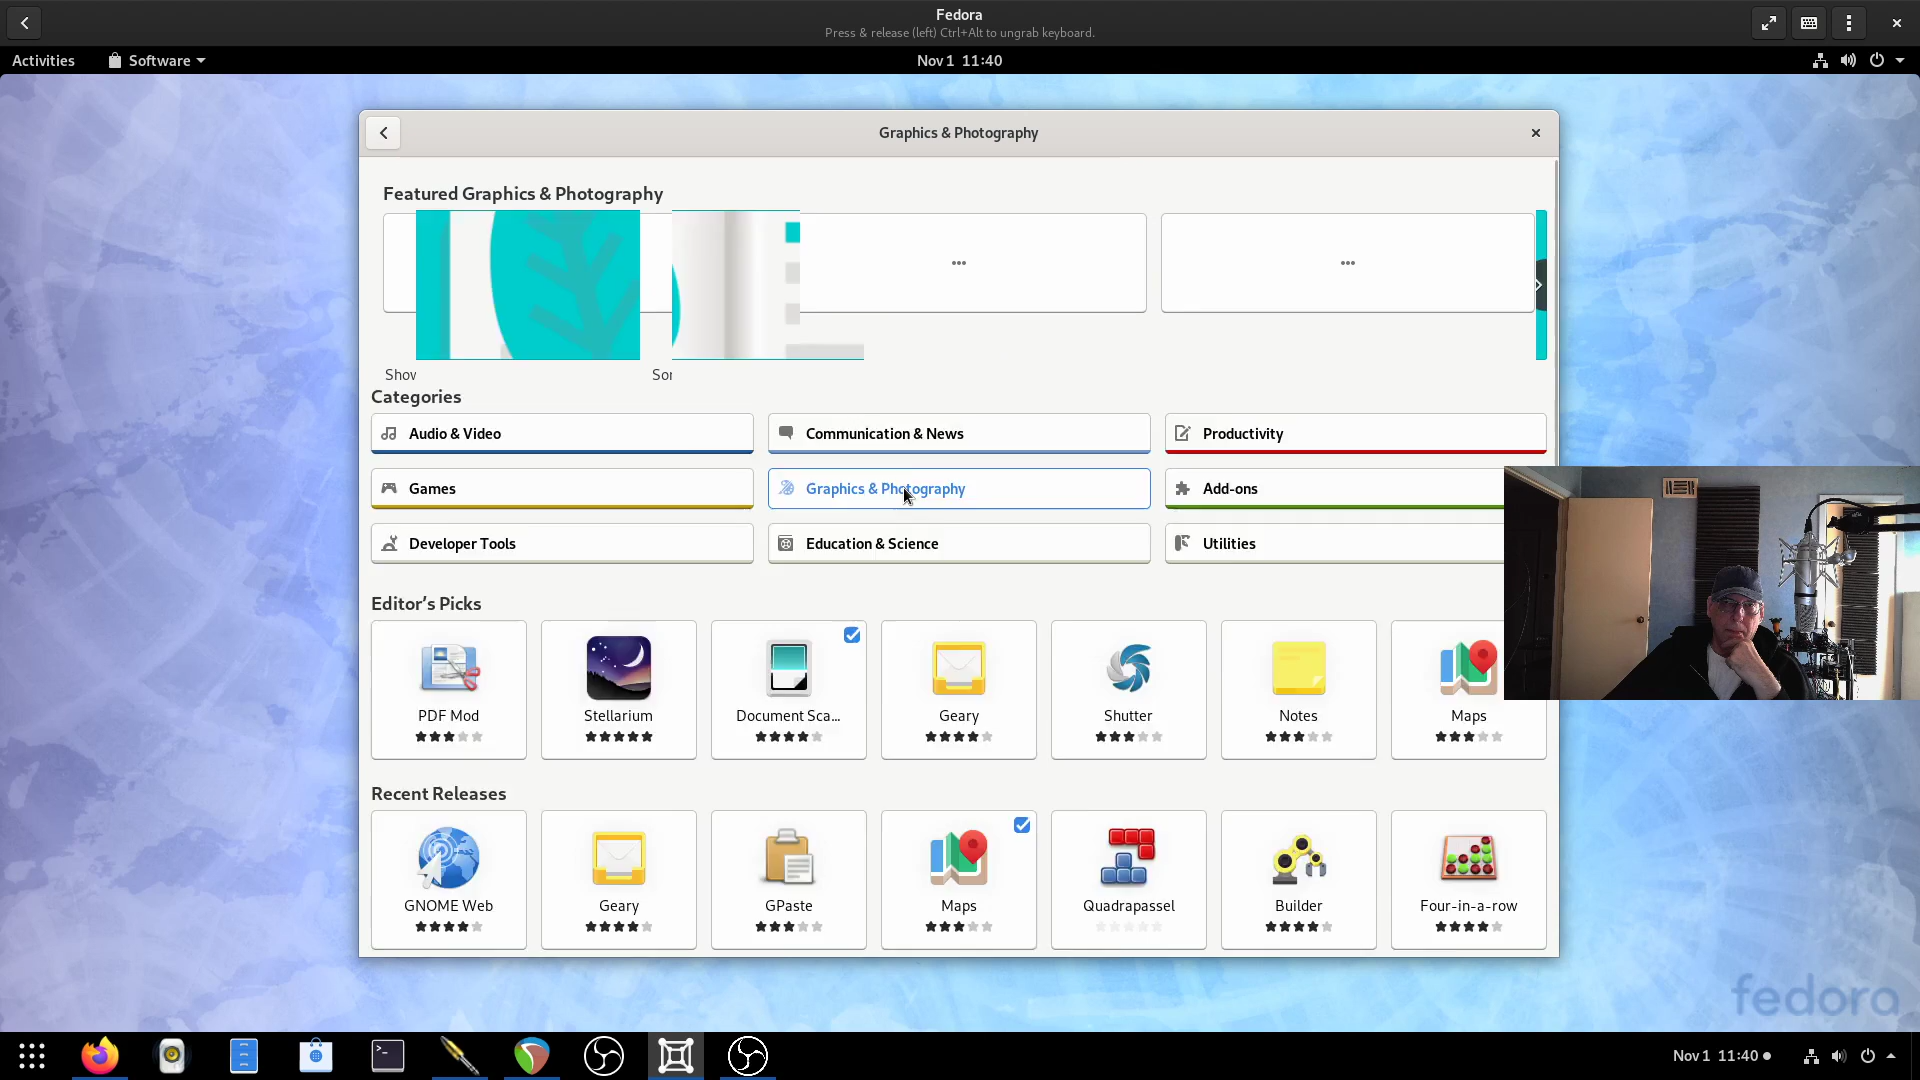 Fedora
Press & release (left) Ctrl+Alt to ungrab keyboard.
Activities
Software
Nov 1 11:40
Graphics & Photography
Featured Graphics & Photography
Show
Categories
Audio & Video
Communication & News
Productivity
Games
Graphics & Photography
Add-ons
Developer Tools
Education & Science
Utilities
Editor’s Picks
PDF Mod
Stellarium
Document Sca...
Geary
Shutter
Notes
Maps
Recent Releases
GNOME Web
Geary
GPaste
Maps
Quadrapassel
Builder
Four-in-a-row
fedora
Nov 1 11:40